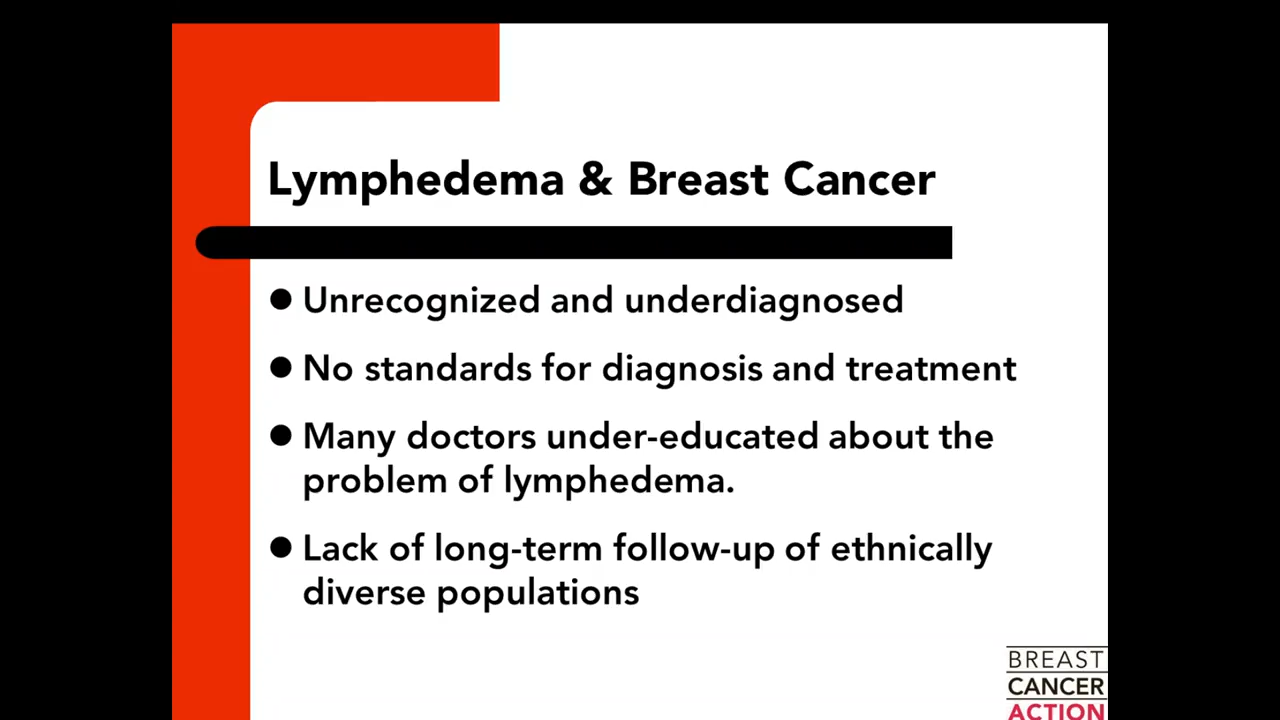 Lymphedema & Breast Cancer
● Unrecognized and underdiagnosed
● No standards for diagnosis and treatment
● Many doctors under-educated about the
problem of lymphedema.
● Lack of long-term follow-up of ethnically
diverse populations
BREAST
CANCER
ACTION